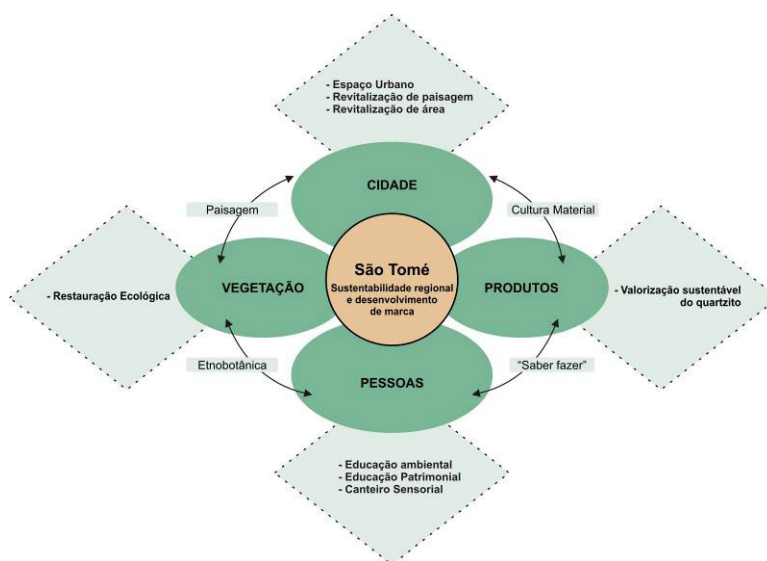 - Espaço Urbano
- Revitalização de paisagem
- Revitalização de área
CIDADE
Paisagem
Cultura Material
São Tomé
Sustentabilidade regional
e desenvolvimento
de marca
VEGETAÇÃO
PRODUTOS
- Restauração Ecológica
- Valorização sustentável
do quartzito
Etnobotânica
"Saber fazer"
PESSOAS
- Educação ambiental
- Educação Patrimonial
- Canteiro Sensorial